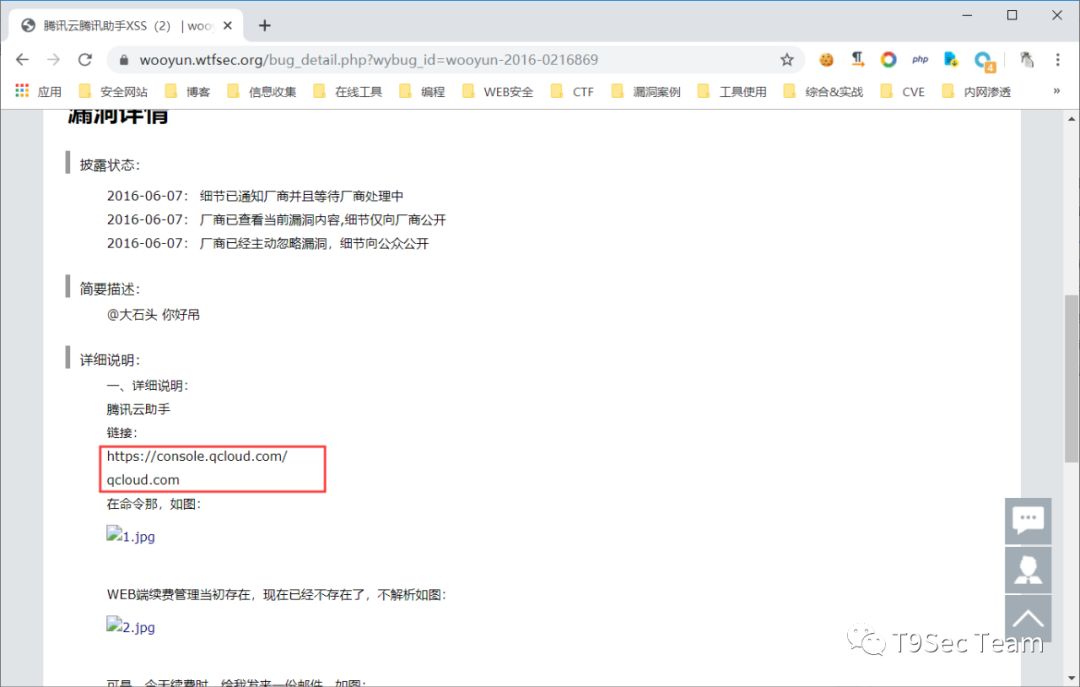 腾讯云腾讯助手XSS（2） | woo
wooyun.wtfsec.org/bug_detail.php?wybug_id=wooyun-2016-0216869
php
4
应用 安全网站 博客 信息收集 在线工具 编程 WEB安全 CTF 漏洞案例 工具使用 综合&实战 CVE 内网渗透 »
漏洞详情
披露状态：
2016-06-07： 细节已通知厂商并且等待厂商处理中
2016-06-07： 厂商已查看当前漏洞内容,细节仅向厂商公开
2016-06-07： 厂商已经主动忽略漏洞，细节向公众公开
简要描述：
@大石头 你好吊
详细说明：
一、详细说明：
腾讯云助手
链接：
https://console.qcloud.com/
qcloud.com
在命令那，如图：
1.jpg
WEB端续费管理当初存在，现在已经不存在了，不解析如图：
2.jpg
T9Sec Team
可是，今天续费时，给我发来一份邮件，如图：